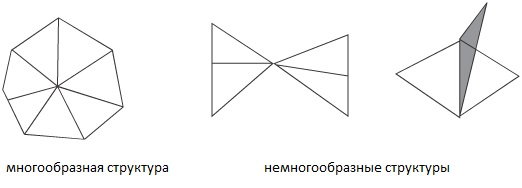 многообразная структура
немногообразные структуры